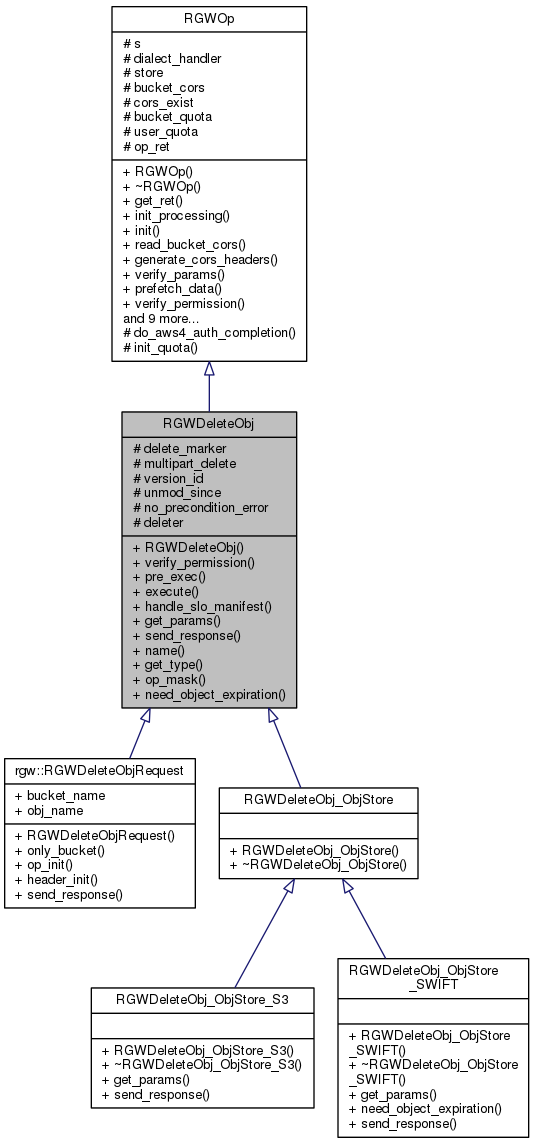 RGWOp
# s
# dialect_handler
# store
# bucket_cors
# cors_exist
# bucket_quota
# user_quota
# op_ret
+ RGWOp()
+ ~RGWOp()
+ get_ret()
+ init_processing()
+ init()
+ read_bucket_cors()
+ generate_cors_headers()
+ verify_params()
+ prefetch_data()
+ verify_permission()
and 9 more...
# do_aws4_auth_completion()
# init_quota()
RGWDeleteObj
# delete_marker
# multipart_delete
# version_id
# unmod_since
# no_precondition_error
# deleter
+ RGWDeleteObj()
+ verify_permission()
+ pre_exec()
+ execute()
+ handle_slo_manifest()
+ get_params()
+ send_response()
+ name()
+ get_type()
+ op_mask()
+ need_object_expiration()
rgw::RGWDeleteObjRequest
+ bucket_name
+ obj_name
+ RGWDeleteObjRequest()
+ only_bucket()
+ op_init()
+ header_init()
+ send_response()
RGWDeleteObj_ObjStore
+ RGWDeleteObj_ObjStore()
+ ~RGWDeleteObj_ObjStore()
RGWDeleteObj_ObjStore_S3
+ RGWDeleteObj_ObjStore_S3()
+ ~RGWDeleteObj_ObjStore_S3()
+ get_params()
+ send_response()
RGWDeleteObj_ObjStore
_SWIFT
+ RGWDeleteObj_ObjStore
_SWIFT()
+ ~RGWDeleteObj_ObjStore
_SWIFT()
+ get_params()
+ need_object_expiration()
+ send_response()